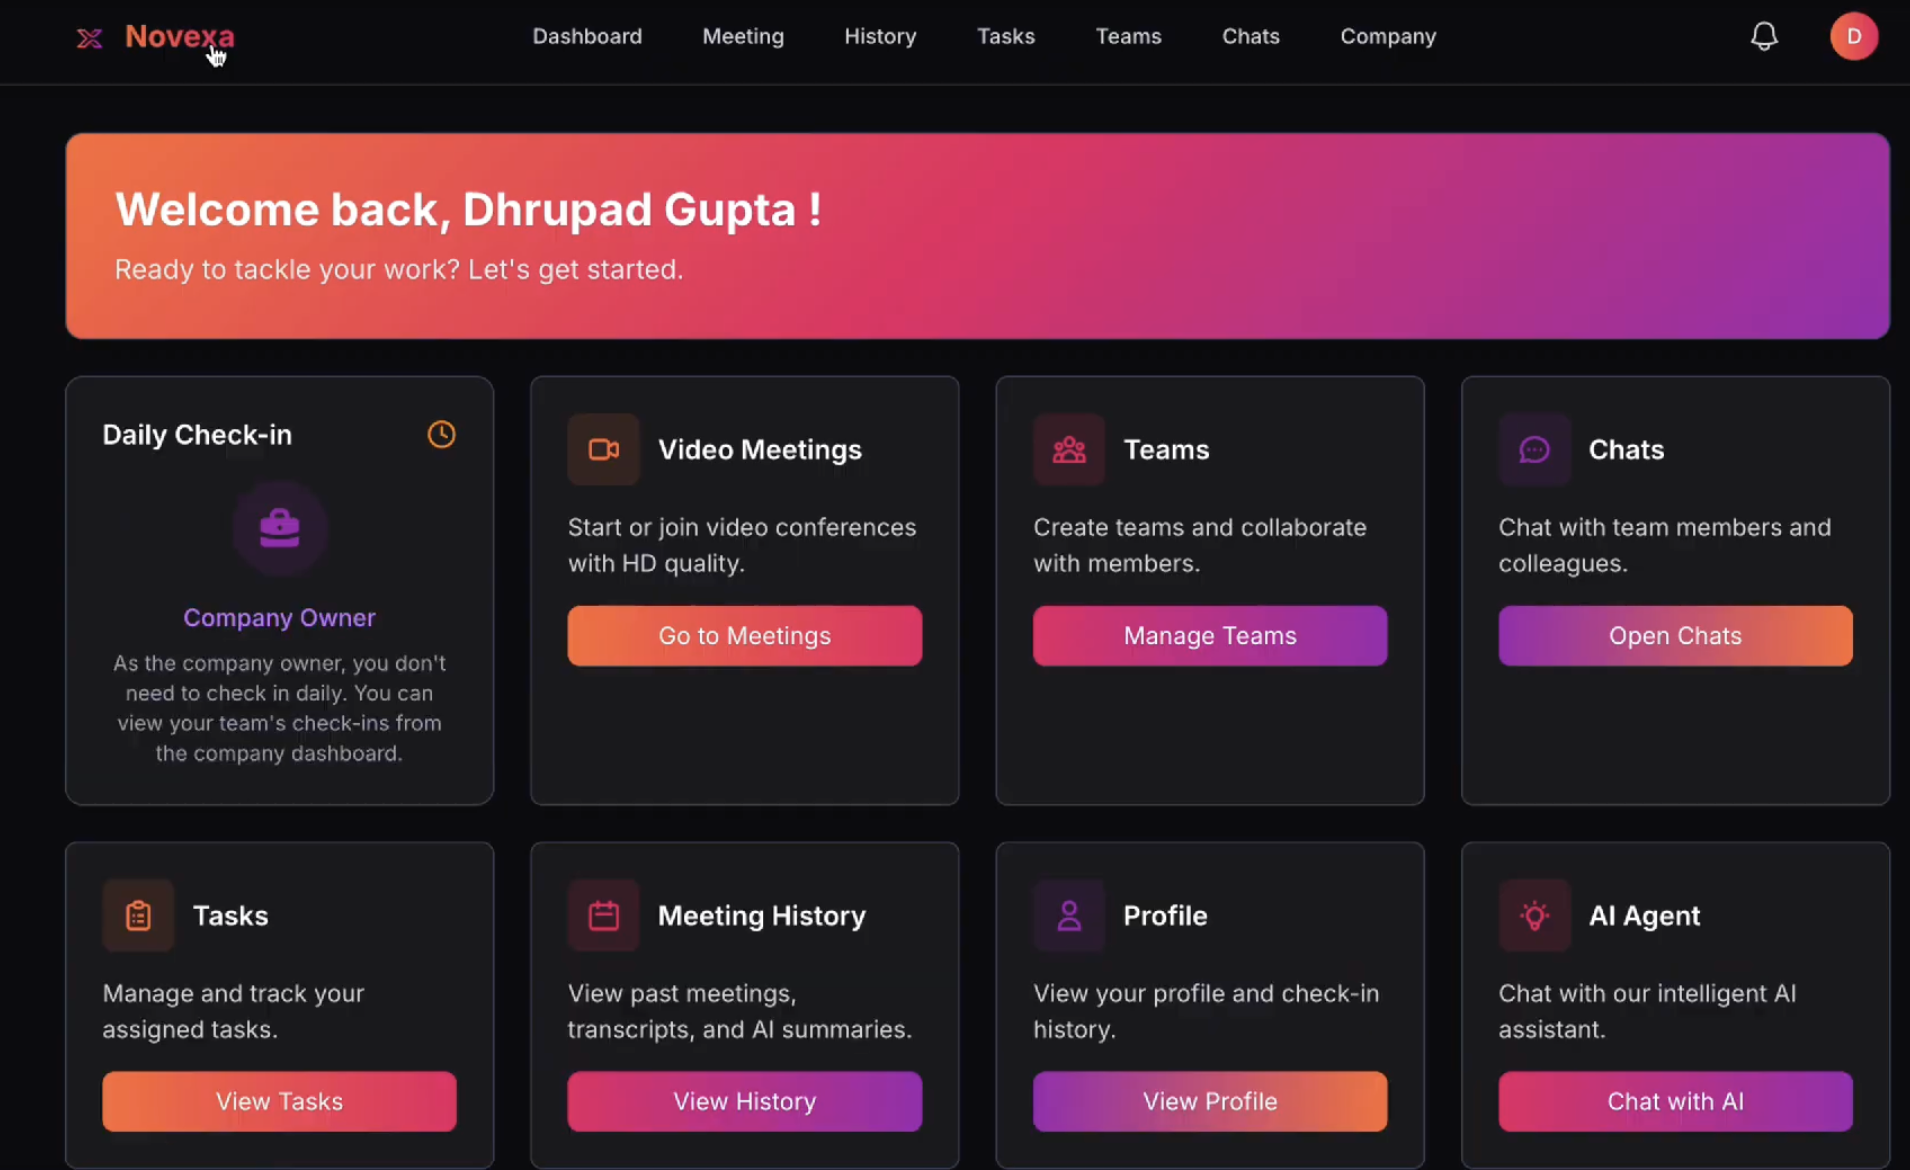 Novexa
Dashboard
Meeting
History
Tasks
Teams
Chats
Company
D
Welcome back, Dhrupad Gupta !
Ready to tackle your work? Let's get started.
Daily Check-in
Company Owner
As the company owner, you don't
need to check in daily. You can
view your team's check-ins from
the company dashboard.
Video Meetings
Start or join video conferences
with HD quality.
Go to Meetings
Teams
Create teams and collaborate
with members.
Manage Teams
Chats
Chat with team members and
colleagues.
Open Chats
Tasks
Manage and track your
assigned tasks.
View Tasks
Meeting History
View past meetings,
transcripts, and AI summaries.
View History
Profile
View your profile and check-in
history.
View Profile
AI Agent
Chat with our intelligent AI
assistant.
Chat with AI